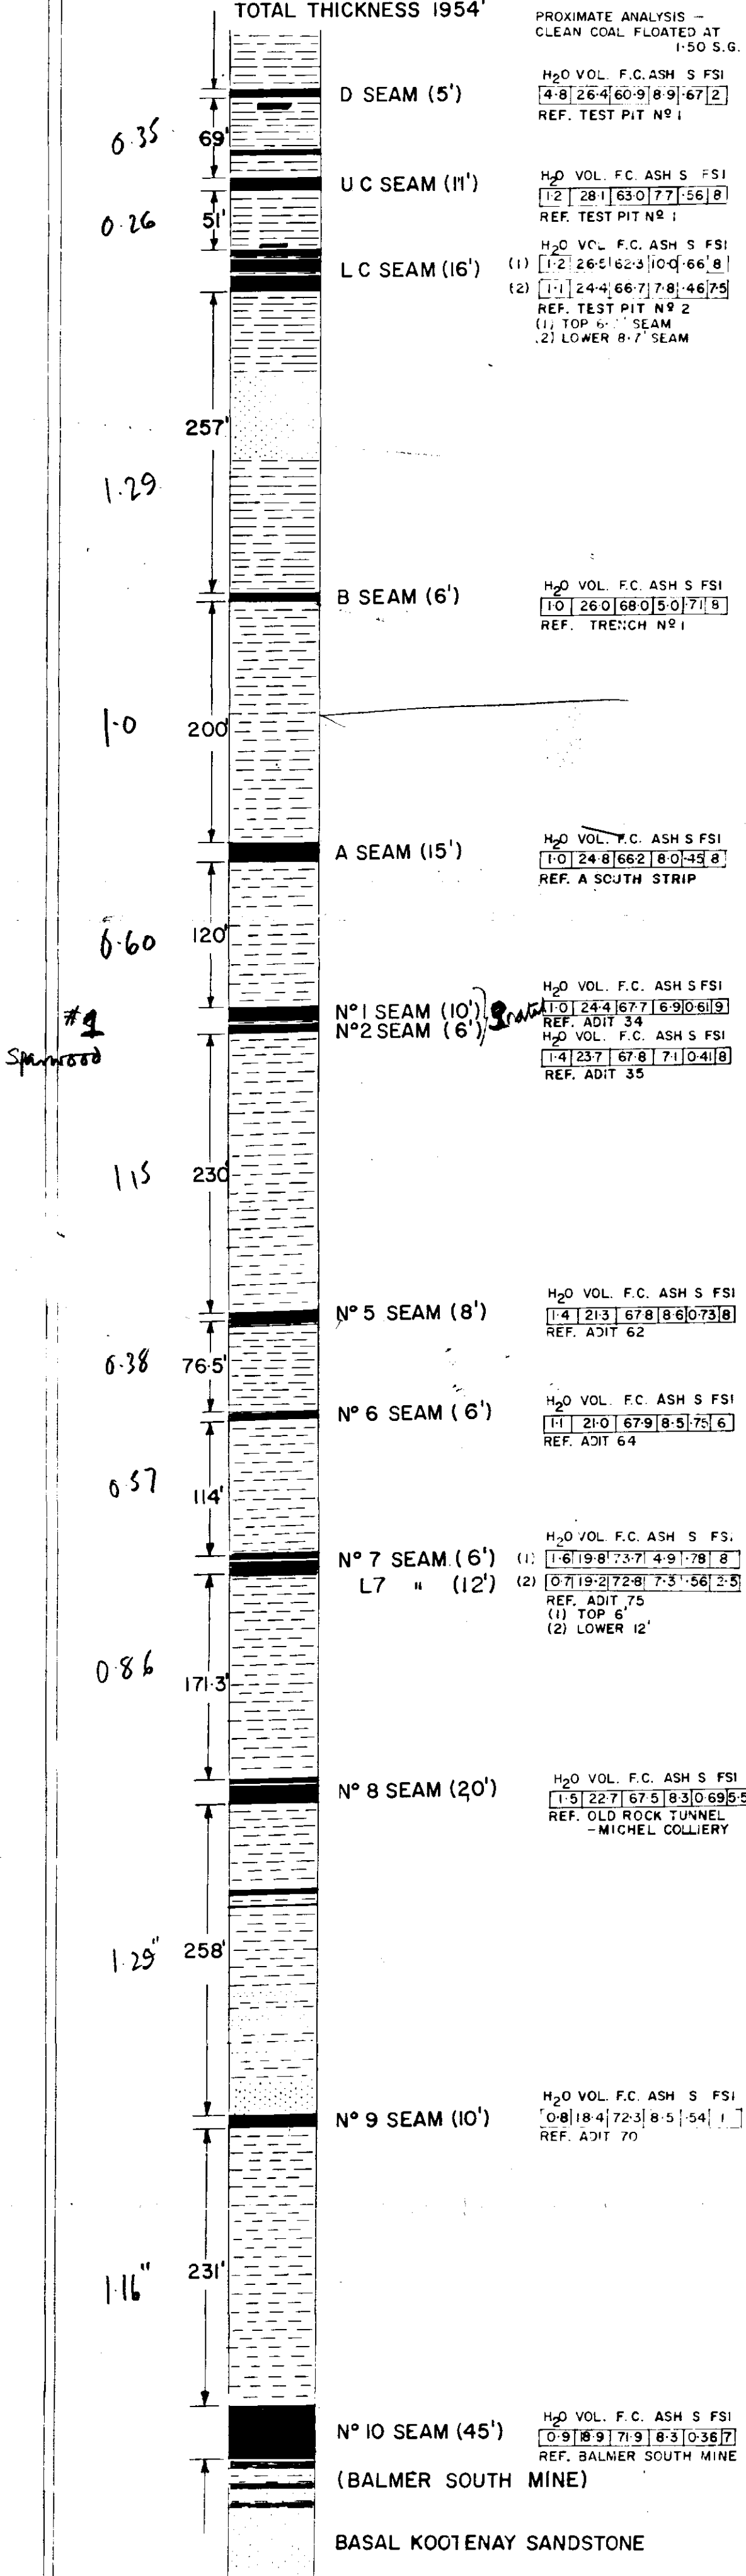 TOTAL THICKNESS 1954'
PROXIMATE ANALYSIS –
CLEAN COAL FLOATED AT
1·50 S.G.
H₂O VOL. F.C. ASH S FSI
D SEAM (5')
4·8 26·4 60·9 8·9 ·67 2
REF. TEST PIT Nº 1
0.35
69'
H₂O VOL. F.C. ASH S FSI
U C SEAM (11')
1·2 28·1 63·0 7·7 ·56 8
REF. TEST PIT Nº 1
0.26
51'
H₂O VOL. F.C. ASH S FSI
L C SEAM (16')
(1) 1·2 26·5 62·3 10·0 ·66 8
(2) 1·1 24·4 66·7 7·8 ·46 7·5
REF. TEST PIT Nº 2
(1) TOP SEAM
(2) LOWER 8·7' SEAM
257'
1.29
H₂O VOL. F.C. ASH S FSI
B SEAM (6')
1·0 26·0 68·0 5·0 ·71 8
REF. TRENCH Nº 1
1.0
200'
H₂O VOL. F.C. ASH S FSI
A SEAM (15')
1·0 24·8 66·2 8·0 ·45 8
REF. A SOUTH STRIP
0.60
120'
H₂O VOL. F.C. ASH S FSI
Nº 1 SEAM (10')
1·0 24·4 67·7 6·9 0·61 9
REF. ADIT 34
Nº 2 SEAM (6')
H₂O VOL. F.C. ASH S FSI
1·4 23·7 67·8 7·1 0·41 8
REF. ADIT 35
Sparwood
1.15
230'
H₂O VOL. F.C. ASH S FSI
Nº 5 SEAM (8')
1·4 21·3 67·8 8·6 0·73 8
REF. ADIT 62
0.38
76·5'
H₂O VOL. F.C. ASH S FSI
Nº 6 SEAM (6')
1·1 21·0 67·9 8·5 ·75 6
REF. ADIT 64
0.57
114'
H₂O VOL. F.C. ASH S FSI
Nº 7 SEAM (6')
(1) 1·6 19·8 73·7 4·9 ·78 8
L7 " (12')
(2) 0·7 19·2 72·8 7·3 ·56 2·5
REF. ADIT 75
(1) TOP 6'
(2) LOWER 12'
0.86
171·3'
H₂O VOL. F.C. ASH S FSI
Nº 8 SEAM (20')
1·5 22·7 67·5 8·3 0·69 5·5
REF. OLD ROCK TUNNEL
–MICHEL COLLIERY
1.29"
258'
H₂O VOL. F.C. ASH S FSI
Nº 9 SEAM (10')
0·8 18·4 72·3 8·5 ·54 1
REF. ADIT 70
1.16"
231'
H₂O VOL. F.C. ASH S FSI
Nº 10 SEAM (45')
0·9 18·9 71·9 8·3 0·36 7
REF. BALMER SOUTH MINE
(BALMER SOUTH MINE)
BASAL KOOTENAY SANDSTONE